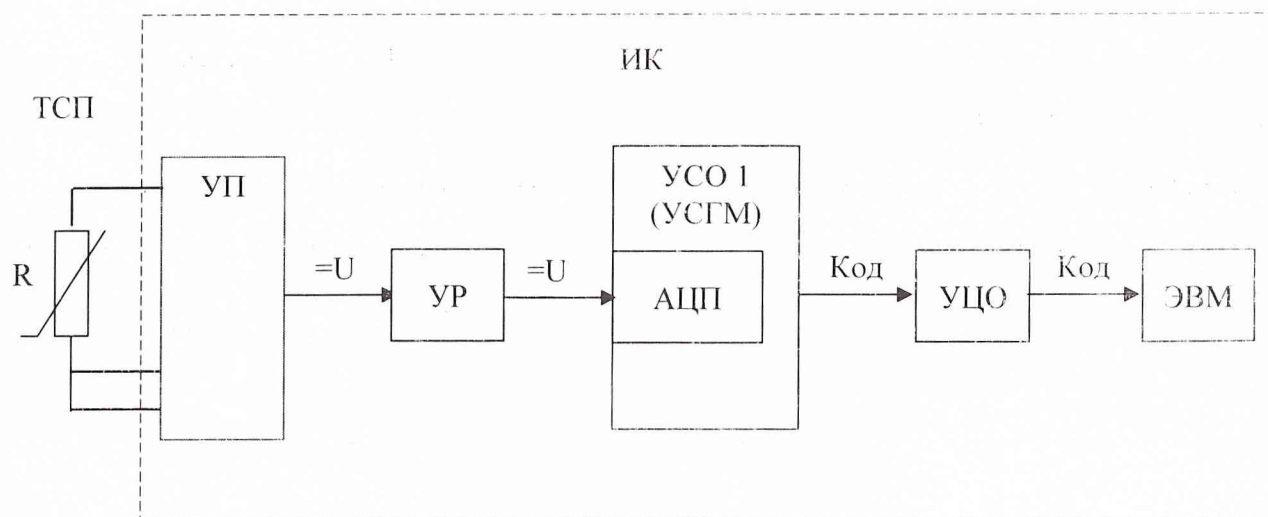 ИК
ТСП
УП
R
=U
УР
=U
УСО 1
(УСГМ)
АЦП
Код
УЦО
Код
ЭВМ